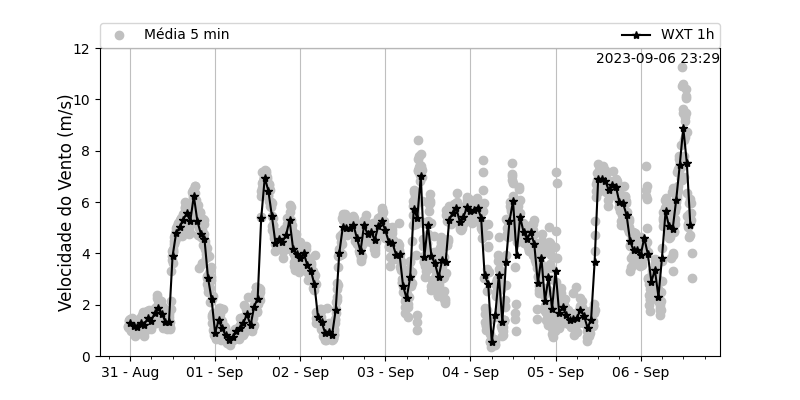 Média 5 min
WXT 1h
2023-09-06 23:29
Velocidade do Vento (m/s)
12
10
8
6
4
2
0
31 - Aug
01 - Sep
02 - Sep
03 - Sep
04 - Sep
05 - Sep
06 - Sep